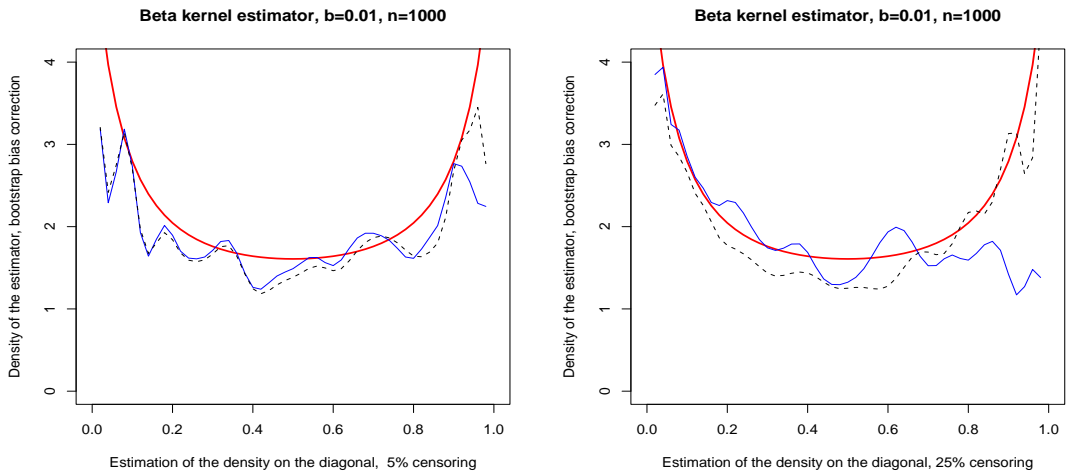 Beta kernel estimator, b=0.01, n=1000
Density of the estimator, bootstrap bias correction
4
3
2
1
0
0.0 0.2 0.4 0.6 0.8 1.0
Estimation of the density on the diagonal, 5% censoring
Beta kernel estimator, b=0.01, n=1000
Density of the estimator, bootstrap bias correction
4
3
2
1
0
0.0 0.2 0.4 0.6 0.8 1.0
Estimation of the density on the diagonal, 25% censoring